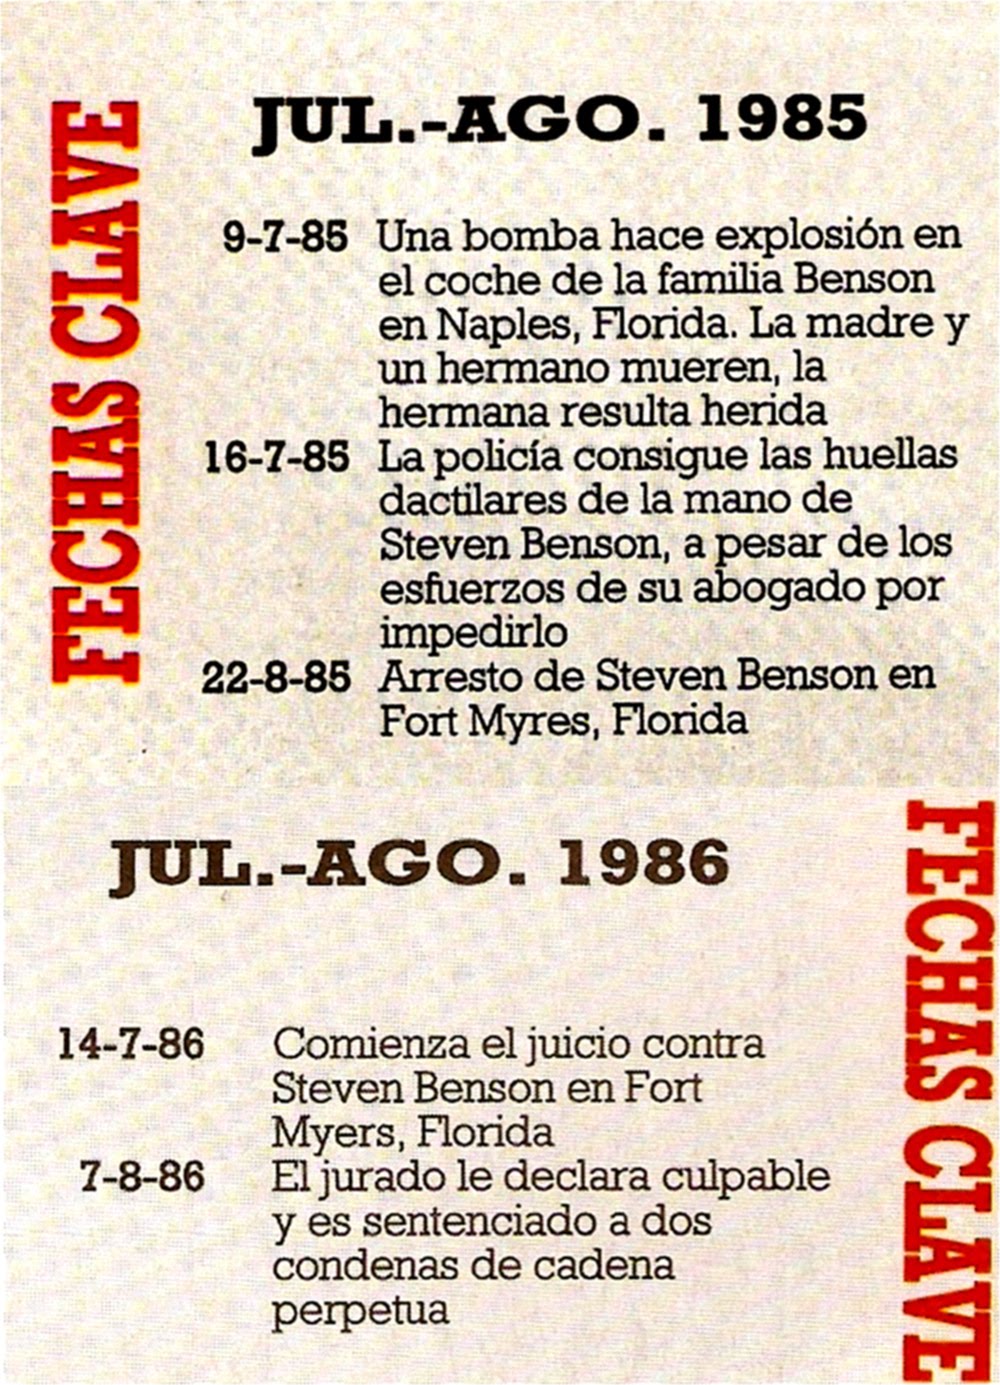 FECHAS CLAVE
JUL.-AGO. 1985
9-7-85 Una bomba hace explosión en
el coche de la familia Benson
en Naples, Florida. La madre y
un hermano mueren, la
hermana resulta herida
16-7-85 La policía consigue las huellas
dactilares de la mano de
Steven Benson, a pesar de los
esfuerzos de su abogado por
impedirlo
22-8-85 Arresto de Steven Benson en
Fort Myres, Florida
JUL.-AGO. 1986
FECHAS CLAVE
14-7-86 Comienza el juicio contra
Steven Benson en Fort
Myers, Florida
7-8-86 El jurado le declara culpable
y es sentenciado a dos
condenas de cadena
perpetua